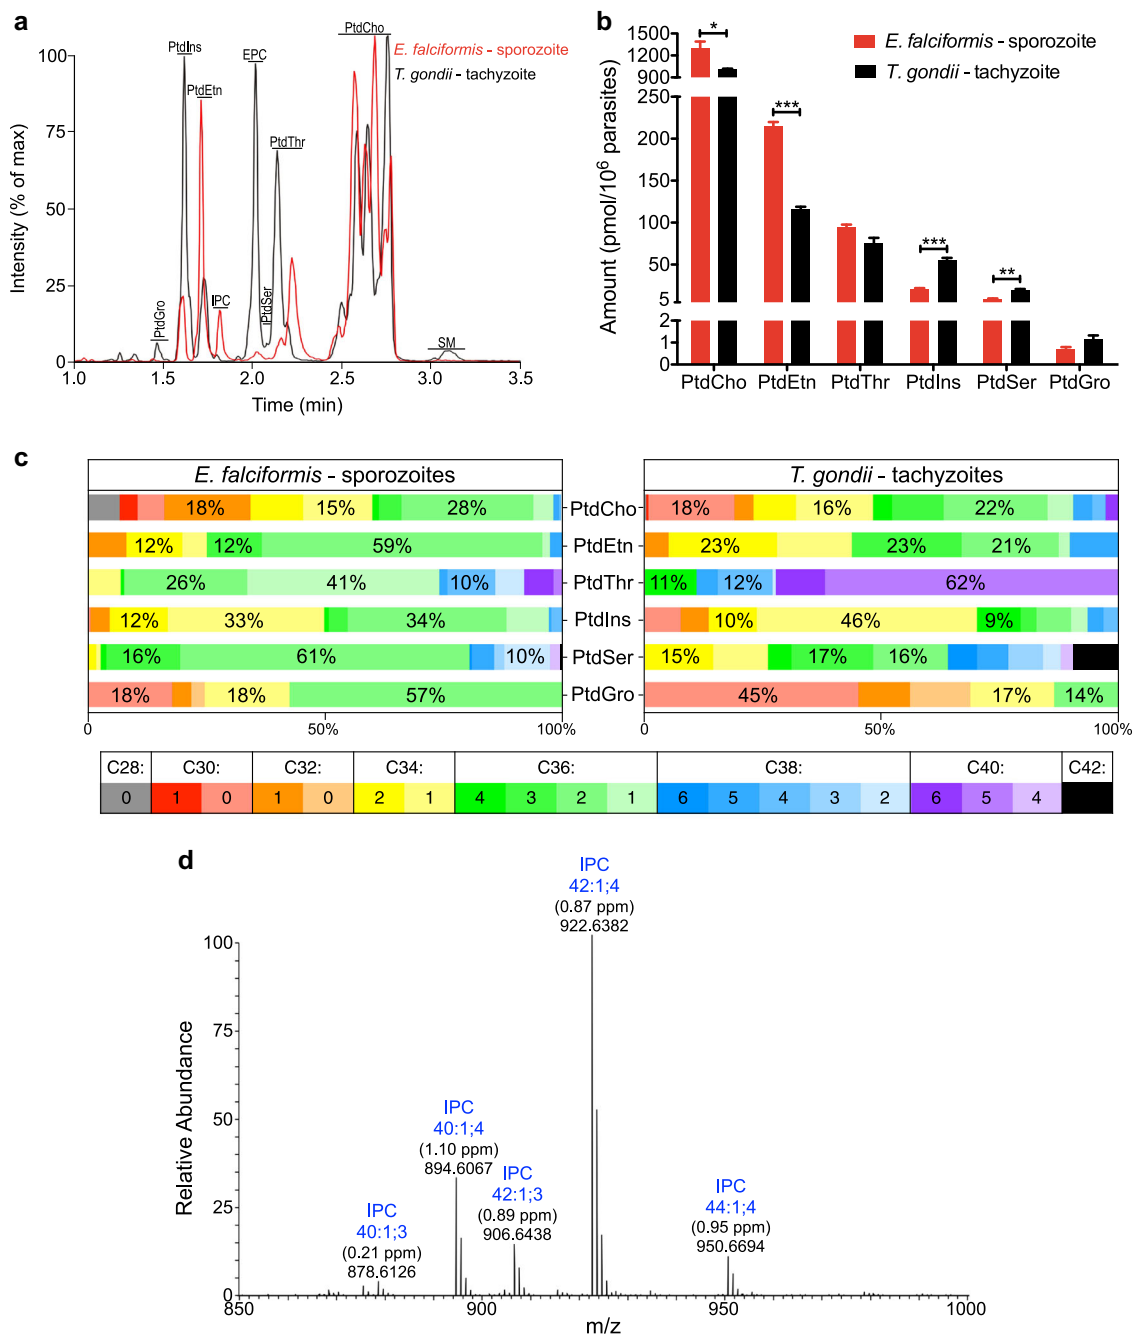 a
PtdIns
PtdEtn
PtdGro
IPC
EPC
PtdSer
PtdThr
PtdCho
SM
E. falciformis - sporozoite
T. gondii - tachyzoite
Intensity (% of max)
100
75
50
25
0
1.0 1.5 2.0 2.5 3.0 3.5
Time (min)
b
E. falciformis - sporozoite
T. gondii - tachyzoite
Amount (pmol/10⁶ parasites)
1500
1200
900
250
200
150
100
50
5
2
1
0
* *** *** **
PtdCho PtdEtn PtdThr PtdIns PtdSer PtdGro
c
E. falciformis - sporozoites T. gondii - tachyzoites
18% 15% 28% PtdCho 18% 16% 22%
12% 12% 59% PtdEtn 23% 23% 21%
26% 41% 10% PtdThr 11% 12% 62%
12% 33% 34% PtdIns 10% 46% 9%
16% 61% 10% PtdSer 15% 17% 16%
18% 18% 57% PtdGro 45% 17% 14%
0 50% 100% 0 50% 100%
C28: C30: C32: C34: C36: C38: C40: C42:
0 1 0 1 0 2 1 4 3 2 1 6 5 4 3 2 6 5 4
d
Relative Abundance
100
75
50
25
0
IPC
40:1;3
(0.21 ppm)
878.6126
IPC
40:1;4
(1.10 ppm)
894.6067
IPC
42:1;3
(0.89 ppm)
906.6438
IPC
42:1;4
(0.87 ppm)
922.6382
IPC
44:1;4
(0.95 ppm)
950.6694
850 900 950 1000
m/z